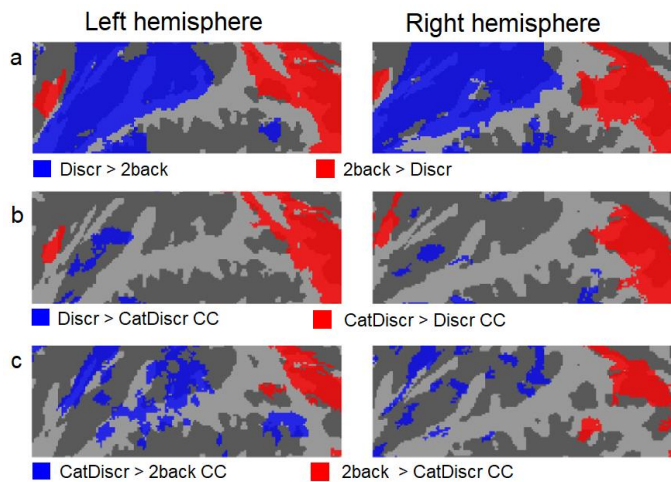 Left hemisphere Right hemisphere
a
Discr > 2back 2back > Discr
b
Discr > CatDiscr CC CatDiscr > Discr CC
c
CatDiscr > 2back CC 2back > CatDiscr CC